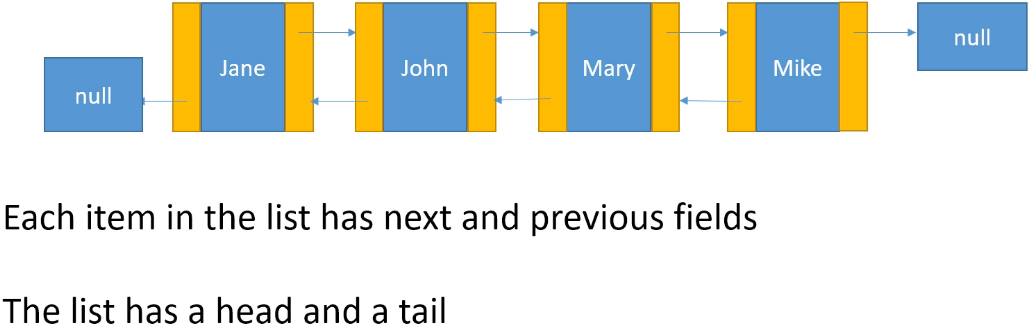 null
Jane
John
Mary
Mike
null
Each item in the list has next and previous fields
The list has a head and a tail